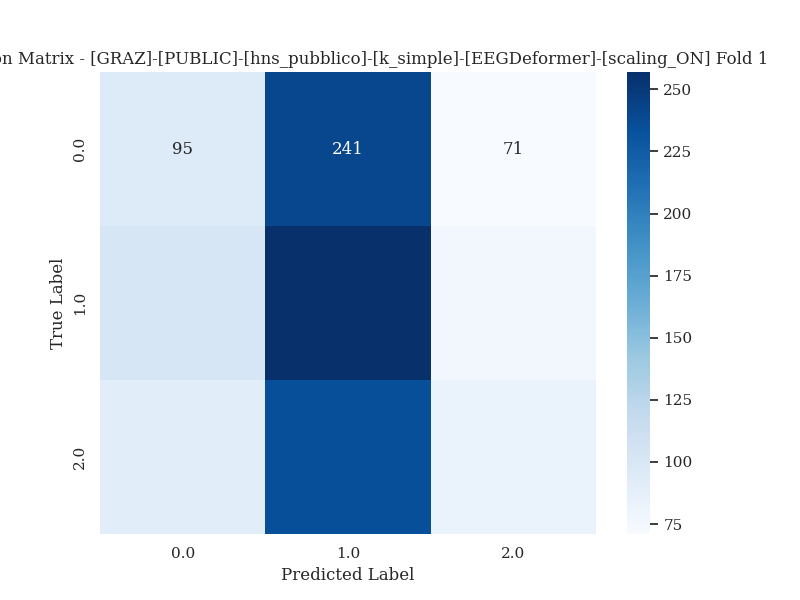 on Matrix - [GRAZ]-[PUBLIC]-[hns_pubblico]-[k_simple]-[EEGDeformer]-[scaling_ON] Fold 1
95 241 71
0.0
1.0
2.0
True Label
0.0 1.0 2.0
Predicted Label
250
225
200
175
150
125
100
75